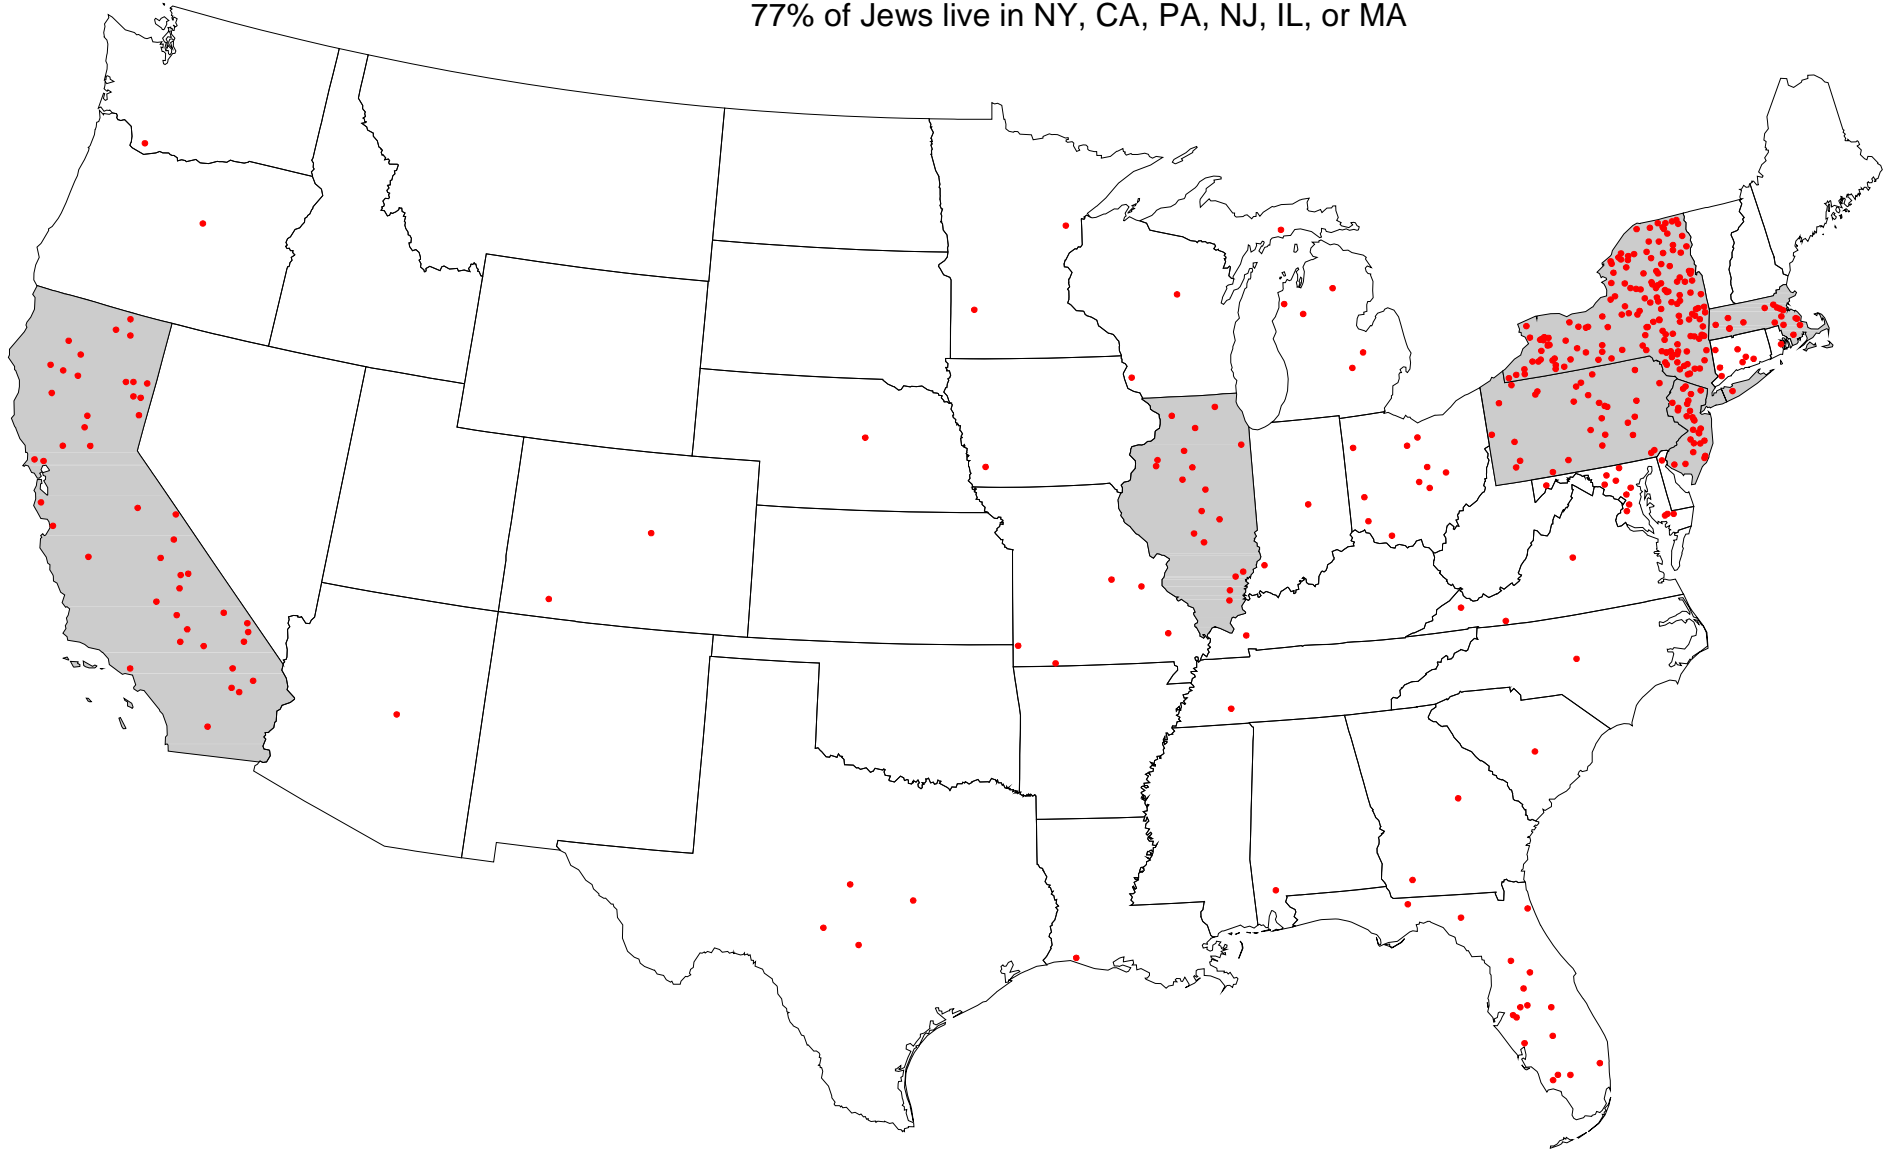 77% of Jews live in NY, CA, PA, NJ, IL, or MA